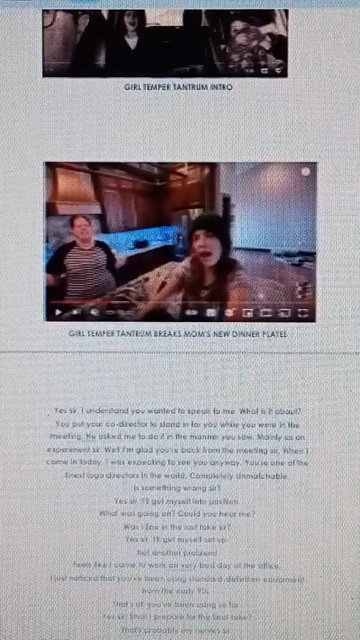 GIRL TEMPER TANTRUM INTRO
GIRL TEMPER TANTRUM BREAKS MOM'S NEW DINNER PLATES
Yes sir. I understand you wanted to speak to me. What is it about?
You put your co-director to stand in for you while you were in the
meeting. He asked me to do it in the manner you saw. Mainly as an
experiment sir. Well I'm glad you're back from the meeting sir. When I
came in today, I was expecting to see you anyway. You're one of the
finest logo directors in the world. Completely Unmatchable.
Is something wrong sir?
Yes sir. I'll get myself into position.
What was going on? Could you hear me?
Was I fine in the last take sir?
Yes sir. I'll get myself set up.
Not another problem!
Feels like I came to work on very bad day at the office.
I just noticed that you've been using standard definition equipment
from the early 90s.
That's all you've been using so far.
Yes sir. Shall I prepare for the final take?
That's probably my nerves sir.